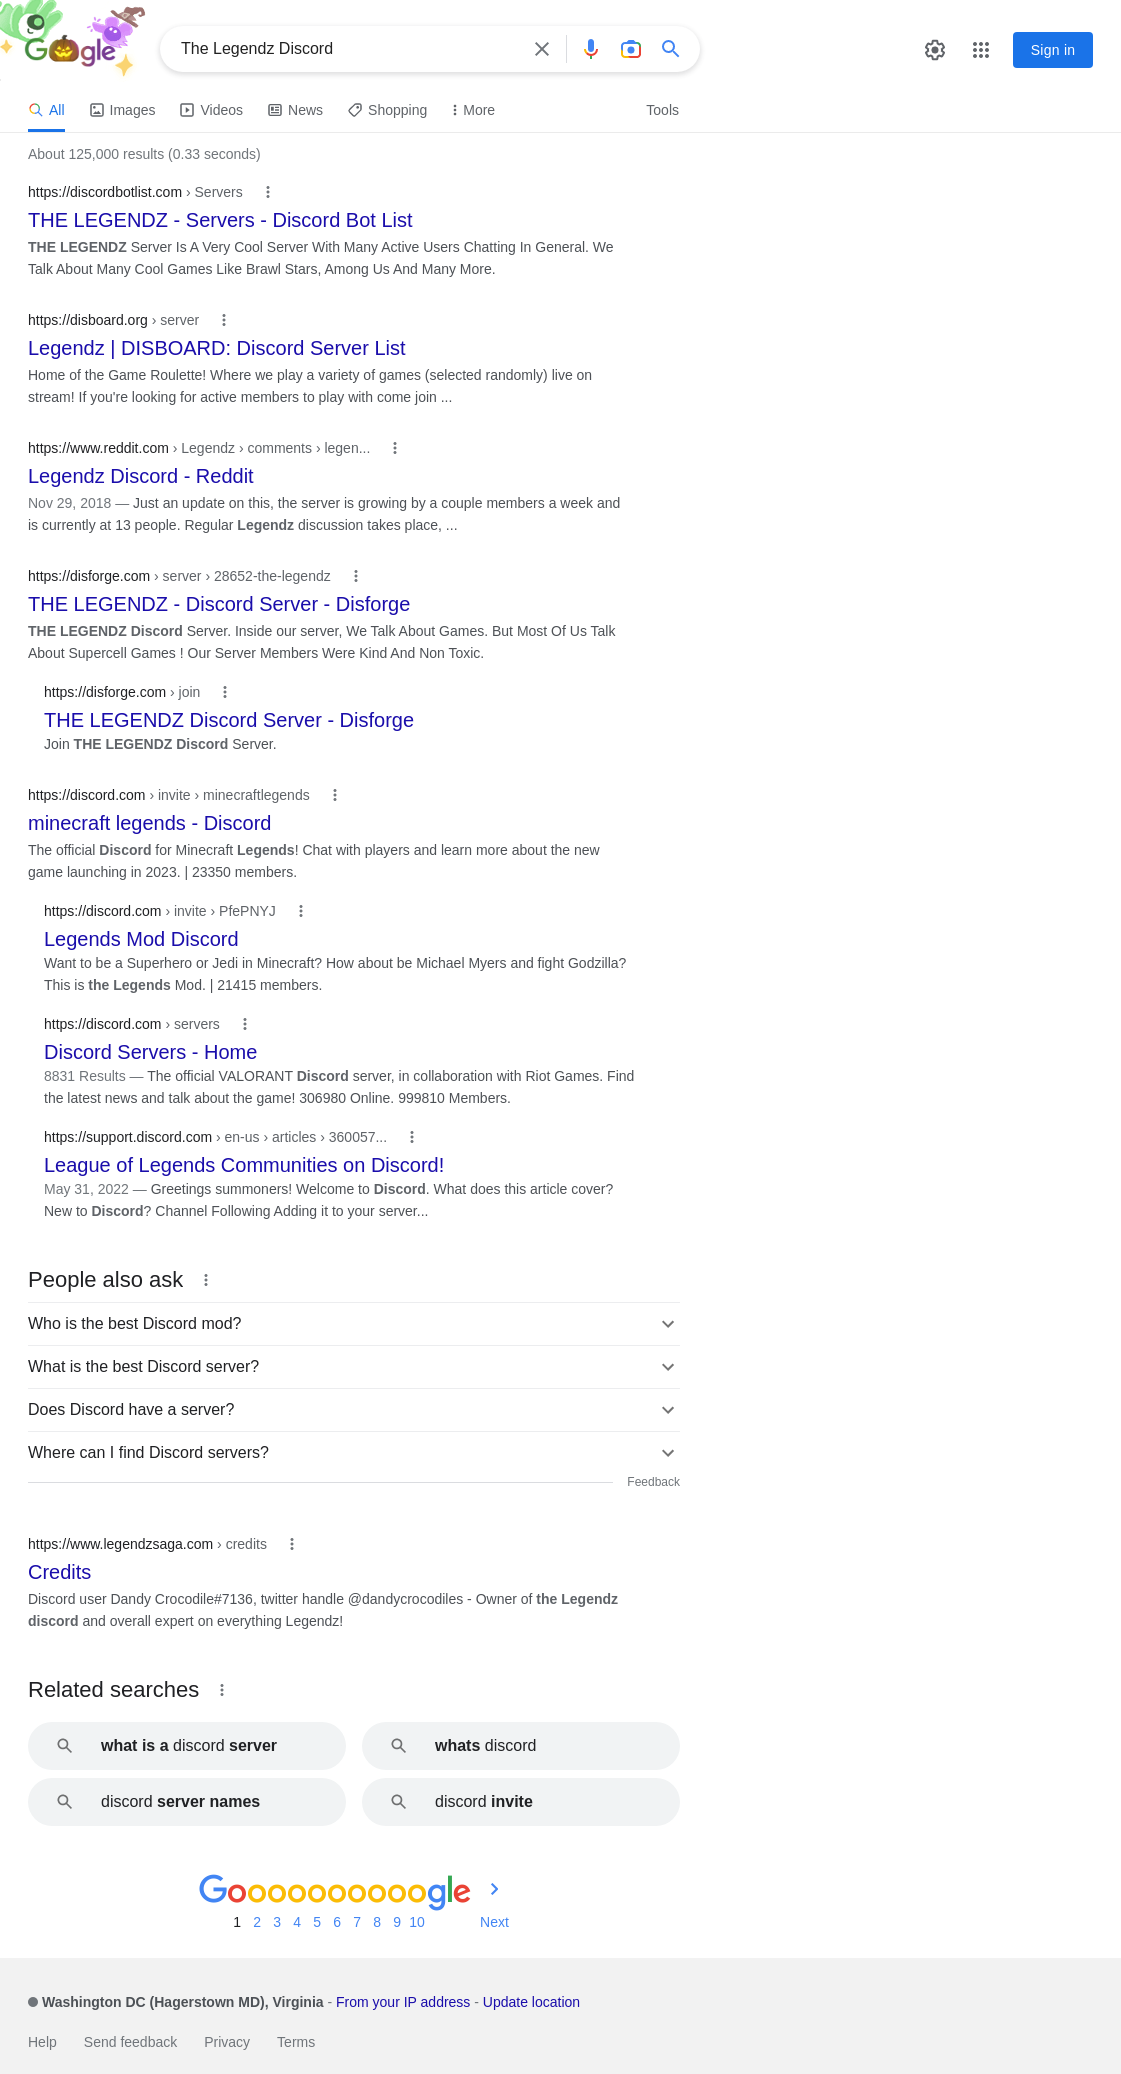 Google
The Legendz Discord
Sign in
All Images Videos News Shopping More Tools
About 125,000 results (0.33 seconds)
https://discordbotlist.com › Servers
THE LEGENDZ - Servers - Discord Bot List
THE LEGENDZ Server Is A Very Cool Server With Many Active Users Chatting In General. We
Talk About Many Cool Games Like Brawl Stars, Among Us And Many More.
https://disboard.org › server
Legendz | DISBOARD: Discord Server List
Home of the Game Roulette! Where we play a variety of games (selected randomly) live on
stream! If you're looking for active members to play with come join ...
https://www.reddit.com › Legendz › comments › legen...
Legendz Discord - Reddit
Nov 29, 2018 — Just an update on this, the server is growing by a couple members a week and
is currently at 13 people. Regular Legendz discussion takes place, ...
https://disforge.com › server › 28652-the-legendz
THE LEGENDZ - Discord Server - Disforge
THE LEGENDZ Discord Server. Inside our server, We Talk About Games. But Most Of Us Talk
About Supercell Games ! Our Server Members Were Kind And Non Toxic.
https://disforge.com › join
THE LEGENDZ Discord Server - Disforge
Join THE LEGENDZ Discord Server.
https://discord.com › invite › minecraftlegends
minecraft legends - Discord
The official Discord for Minecraft Legends! Chat with players and learn more about the new
game launching in 2023. | 23350 members.
https://discord.com › invite › PfePNYJ
Legends Mod Discord
Want to be a Superhero or Jedi in Minecraft? How about be Michael Myers and fight Godzilla?
This is the Legends Mod. | 21415 members.
https://discord.com › servers
Discord Servers - Home
8831 Results — The official VALORANT Discord server, in collaboration with Riot Games. Find
the latest news and talk about the game! 306980 Online. 999810 Members.
https://support.discord.com › en-us › articles › 360057...
League of Legends Communities on Discord!
May 31, 2022 — Greetings summoners! Welcome to Discord. What does this article cover?
New to Discord? Channel Following Adding it to your server...
People also ask
Who is the best Discord mod?
What is the best Discord server?
Does Discord have a server?
Where can I find Discord servers?
Feedback
https://www.legendzsaga.com › credits
Credits
Discord user Dandy Crocodile#7136, twitter handle @dandycrocodiles - Owner of the Legendz
discord and overall expert on everything Legendz!
Related searches
what is a discord server
whats discord
discord server names
discord invite
Goooooooooogle
1 2 3 4 5 6 7 8 9 10 Next
Washington DC (Hagerstown MD), Virginia - From your IP address - Update location
Help Send feedback Privacy Terms